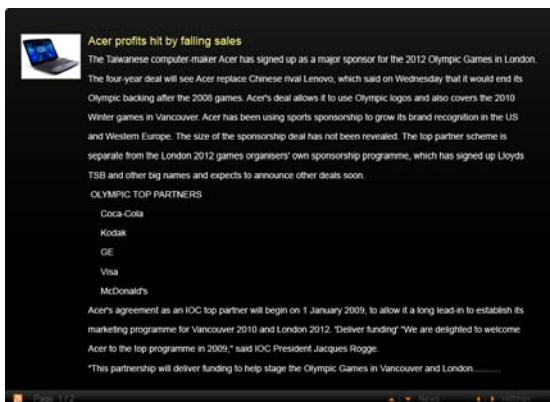 Acer profits hit by falling sales
The Taiwanese computer-maker Acer has signed up as a major sponsor for the 2012 Olympic Games in London.
The four-year deal will see Acer replace Chinese rival Lenovo, which said on Wednesday that it would end its
Olympic backing after the 2008 games. Acer's deal allows it to use Olympic logos and also covers the 2010
Winter games in Vancouver. Acer has been using sports sponsorship to grow its brand recognition in the US
and Western Europe. The size of the sponsorship deal has not been revealed. The top partner scheme is
separate from the London 2012 games organisers' own sponsorship programme, which has signed up Lloyds
TSB and other big names and expects to announce other deals soon.
OLYMPIC TOP PARTNERS
Coca-Cola
Kodak
GE
Visa
McDonald's
Acer's agreement as an IOC top partner will begin on 1 January 2009, to allow it a long lead-in to establish its
marketing programme for Vancouver 2010 and London 2012. 'Deliver funding' "We are delighted to welcome
Acer to the top programme in 2009," said IOC President Jacques Rogge.
"This partnership will deliver funding to help stage the Olympic Games in Vancouver and London...........
Page 1 / 2 News settings